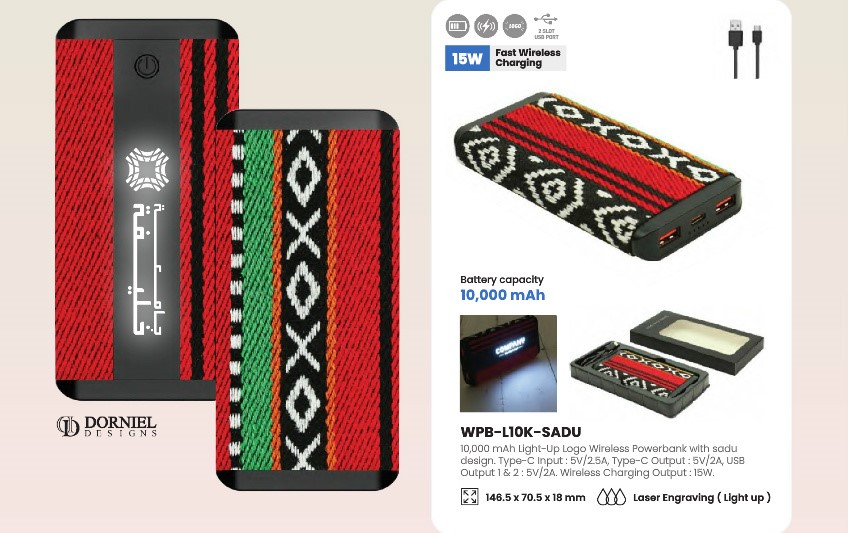 DORNIEL
DESIGNS
LOGO
3 SLOT
USB PORT
15W Fast Wireless
Charging
Battery capacity
10,000 mAh
COMPANY
WPB-L10K-SADU
10,000 mAh Light-Up Logo Wireless Powerbank with sadu
design. Type-C Input : 5V/2.5A, Type-C Output : 5V/2A, USB
Output 1 & 2 : 5V/2A. Wireless Charging Output : 15W.
146.5 x 70.5 x 18 mm Laser Engraving ( Light up )